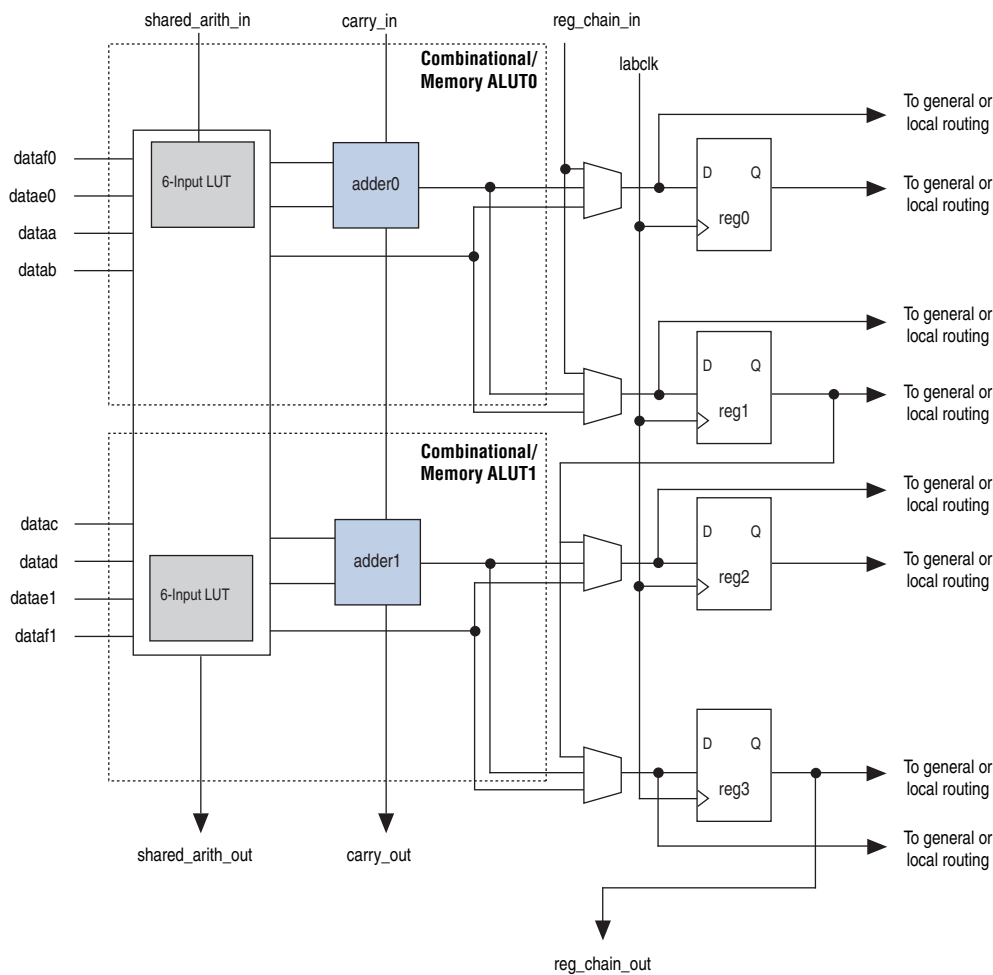 shared_arith_in
carry_in
reg_chain_in
labclk
Combinational/
Memory ALUT0
dataf0
datae0
dataa
datab
6-Input LUT
adder0
D
Q
reg0
To general or
local routing
To general or
local routing
D
Q
reg1
To general or
local routing
To general or
local routing
Combinational/
Memory ALUT1
datac
datad
datae1
dataf1
6-Input LUT
adder1
D
Q
reg2
To general or
local routing
To general or
local routing
D
Q
reg3
To general or
local routing
To general or
local routing
shared_arith_out
carry_out
reg_chain_out